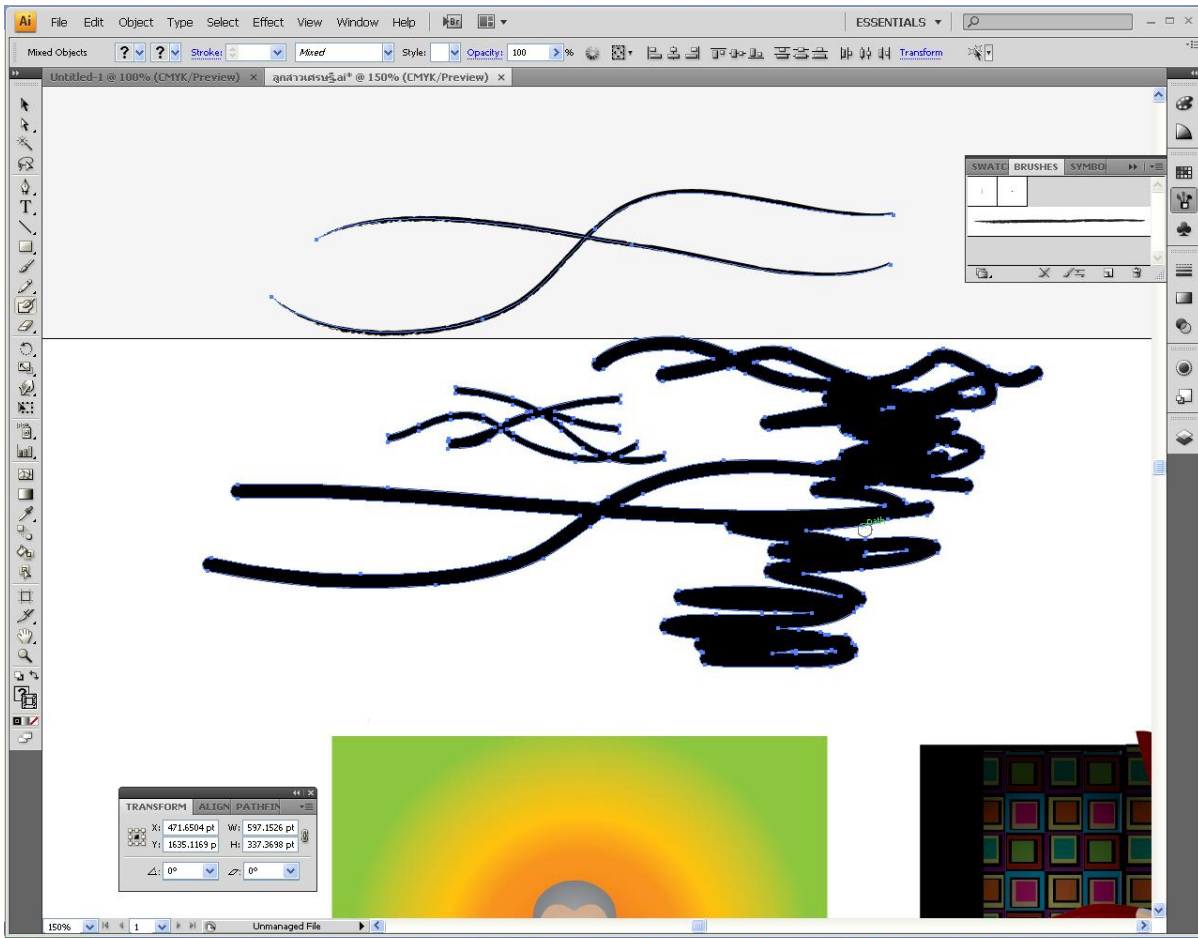 Ai File Edit Object Type Select Effect View Window Help Br ESSENTIALS
Mixed Objects ? ? Stroke: Mixed Style: Opacity: 100 % Transform
Untitled-1 @ 100% (CMYK/Preview) × ลูกสาวเศรษฐี.ai* @ 150% (CMYK/Preview) ×
SWATC BRUSHES SYMBO
Path
TRANSFORM ALIGN PATHFIN
X: 471.6504 pt W: 597.1526 pt
Y: 1635.1169 p H: 337.3698 pt
0° 0°
150% 1 Unmanaged File